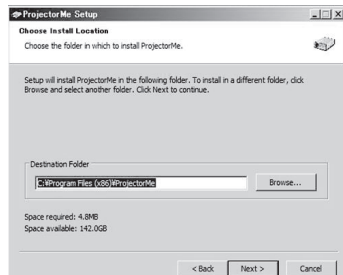 ProjectorMe Setup
Choose Install Location
Choose the folder in which to install ProjectorMe.
Setup will install ProjectorMe in the following folder. To install in a different folder, click
Browse and select another folder. Click Next to continue.
Destination Folder
C:¥Program Files (x86)¥ProjectorMe
Browse...
Space required: 4.8MB
Space available: 142.0GB
< Back
Next >
Cancel